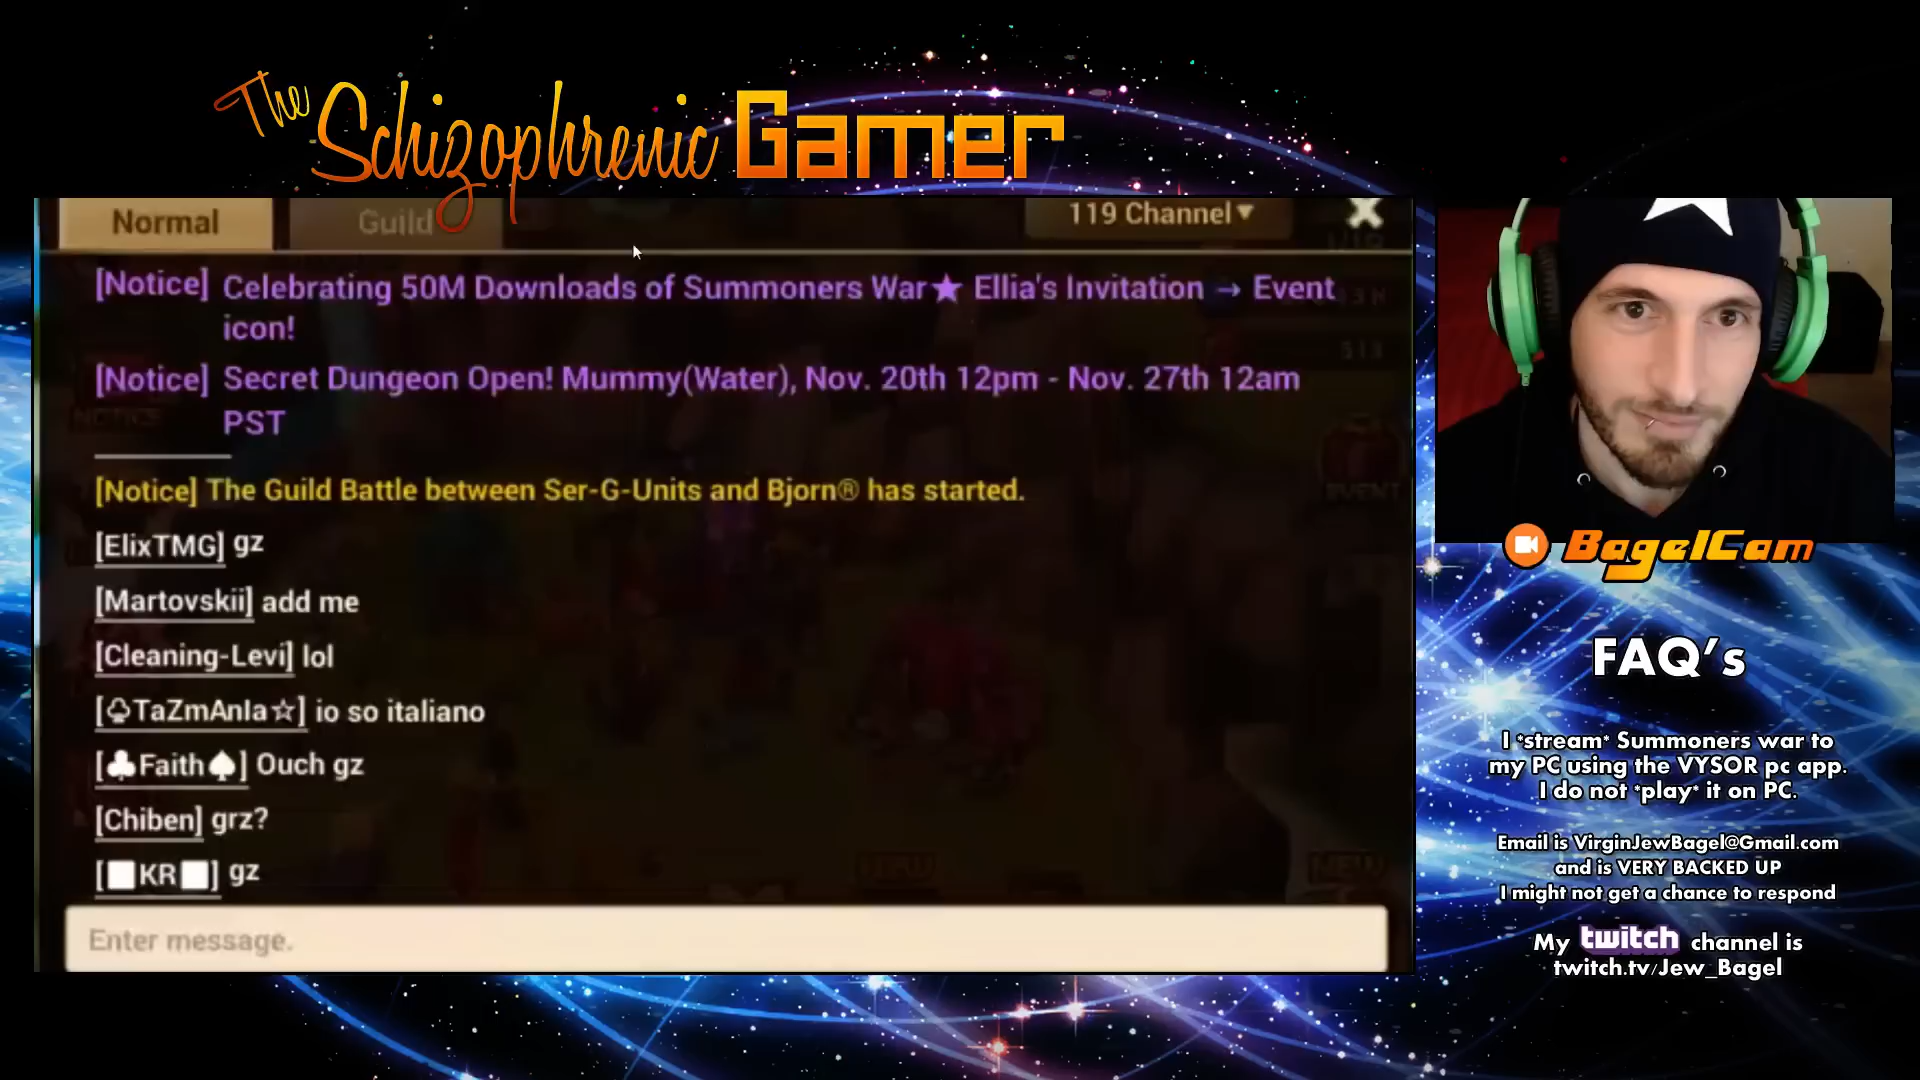 The Schizophrenic Gamer
Normal
Guild
119 Channel▼
[Notice] Celebrating 50M Downloads of Summoners War★ Ellia's Invitation → Event
icon!
[Notice] Secret Dungeon Open! Mummy(Water), Nov. 20th 12pm - Nov. 27th 12am
PST
[Notice] The Guild Battle between Ser-G-Units and Bjorn® has started.
[ElixTMG] gz
[Martovskii] add me
[Cleaning-Levi] lol
[♧TaZmAnIa☆] io so italiano
[♣Faith♠] Ouch gz
[Chiben] grz?
[■KR■] gz
Enter message.
NOTICE
EVENT
NEW
BagelCam
FAQ's
I *stream* Summoners war to
my PC using the VYSOR pc app.
I do not *play* it on PC.
Email is VirginJewBagel@Gmail.com
and is VERY BACKED UP
I might not get a chance to respond
My twitch channel is
twitch.tv/Jew_Bagel